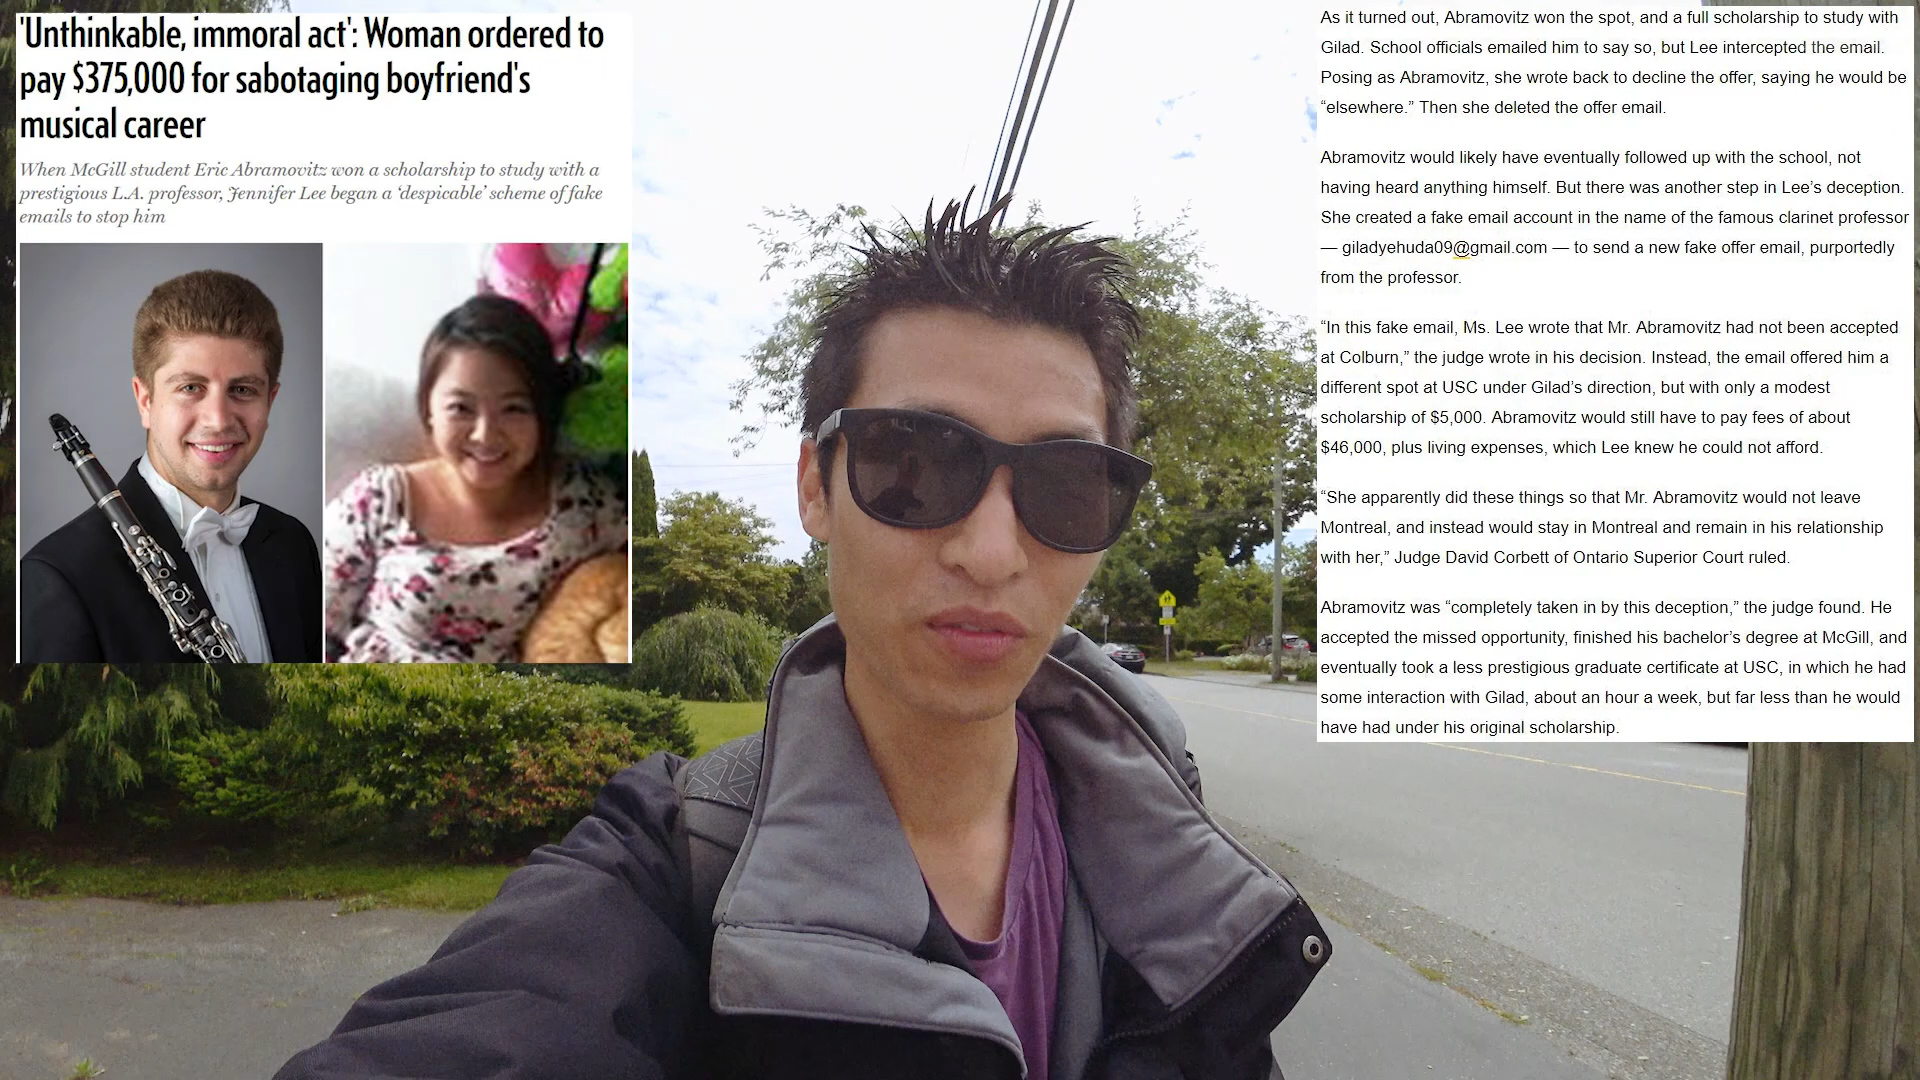 'Unthinkable, immoral act': Woman ordered to
pay $375,000 for sabotaging boyfriend's
musical career
When McGill student Eric Abramovitz won a scholarship to study with a
prestigious L.A. professor, Jennifer Lee began a ‘despicable’ scheme of fake
emails to stop him
As it turned out, Abramovitz won the spot, and a full scholarship to study with
Gilad. School officials emailed him to say so, but Lee intercepted the email.
Posing as Abramovitz, she wrote back to decline the offer, saying he would be
“elsewhere.” Then she deleted the offer email.
Abramovitz would likely have eventually followed up with the school, not
having heard anything himself. But there was another step in Lee’s deception.
She created a fake email account in the name of the famous clarinet professor
— giladyehuda09@gmail.com — to send a new fake offer email, purportedly
from the professor.
“In this fake email, Ms. Lee wrote that Mr. Abramovitz had not been accepted
at Colburn,” the judge wrote in his decision. Instead, the email offered him a
different spot at USC under Gilad’s direction, but with only a modest
scholarship of $5,000. Abramovitz would still have to pay fees of about
$46,000, plus living expenses, which Lee knew he could not afford.
“She apparently did these things so that Mr. Abramovitz would not leave
Montreal, and instead would stay in Montreal and remain in his relationship
with her,” Judge David Corbett of Ontario Superior Court ruled.
Abramovitz was “completely taken in by this deception,” the judge found. He
accepted the missed opportunity, finished his bachelor’s degree at McGill, and
eventually took a less prestigious graduate certificate at USC, in which he had
some interaction with Gilad, about an hour a week, but far less than he would
have had under his original scholarship.